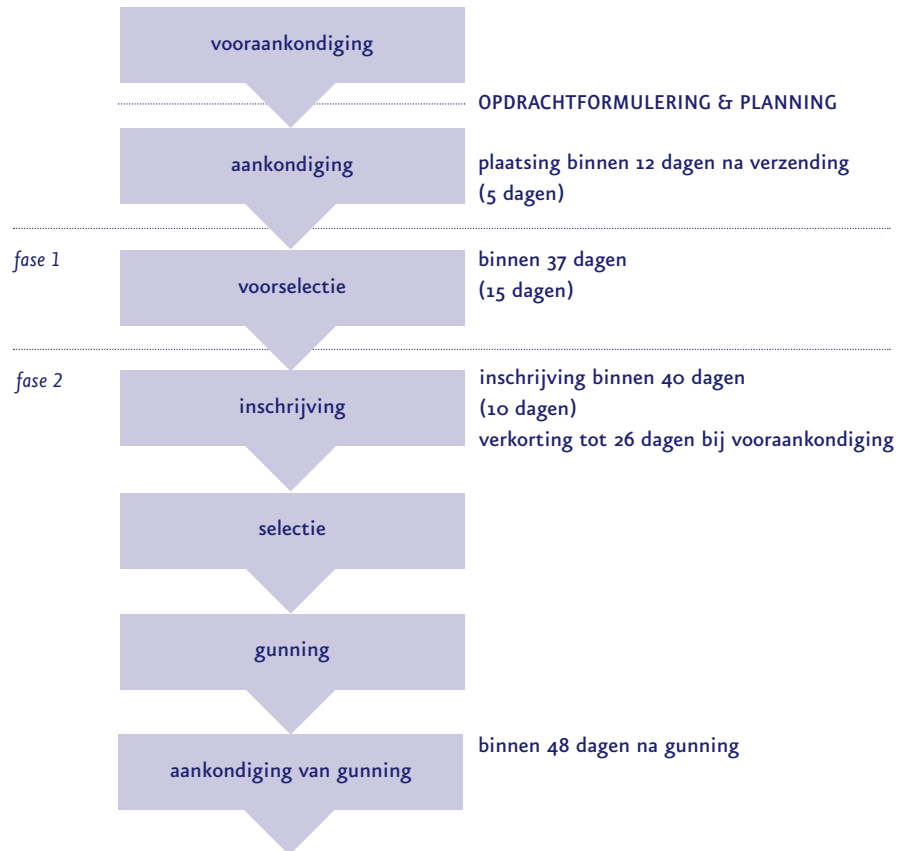 vooraankondiging
OPDRACHTFORMULERING & PLANNING
aankondiging
plaatsing binnen 12 dagen na verzending
(5 dagen)
fase 1
voorselectie
binnen 37 dagen
(15 dagen)
fase 2
inschrijving
inschrijving binnen 40 dagen
(10 dagen)
verkorting tot 26 dagen bij vooraankondiging
selectie
gunning
aankondiging van gunning
binnen 48 dagen na gunning